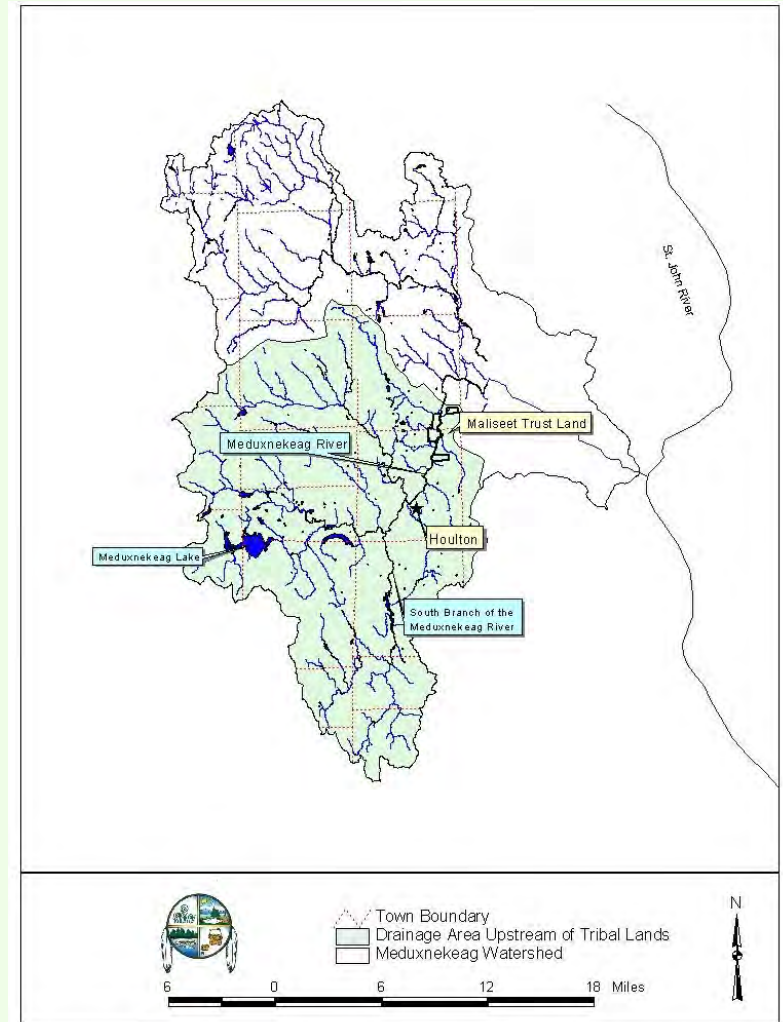 St. John River
Maliseet Trust Land
Meduxnekeag River
Houlton
Meduxnekeag Lake
South Branch of the
Meduxnekeag River
Town Boundary
Drainage Area Upstream of Tribal Lands
Meduxnekeag Watershed
N
6 0 6 12 18 Miles